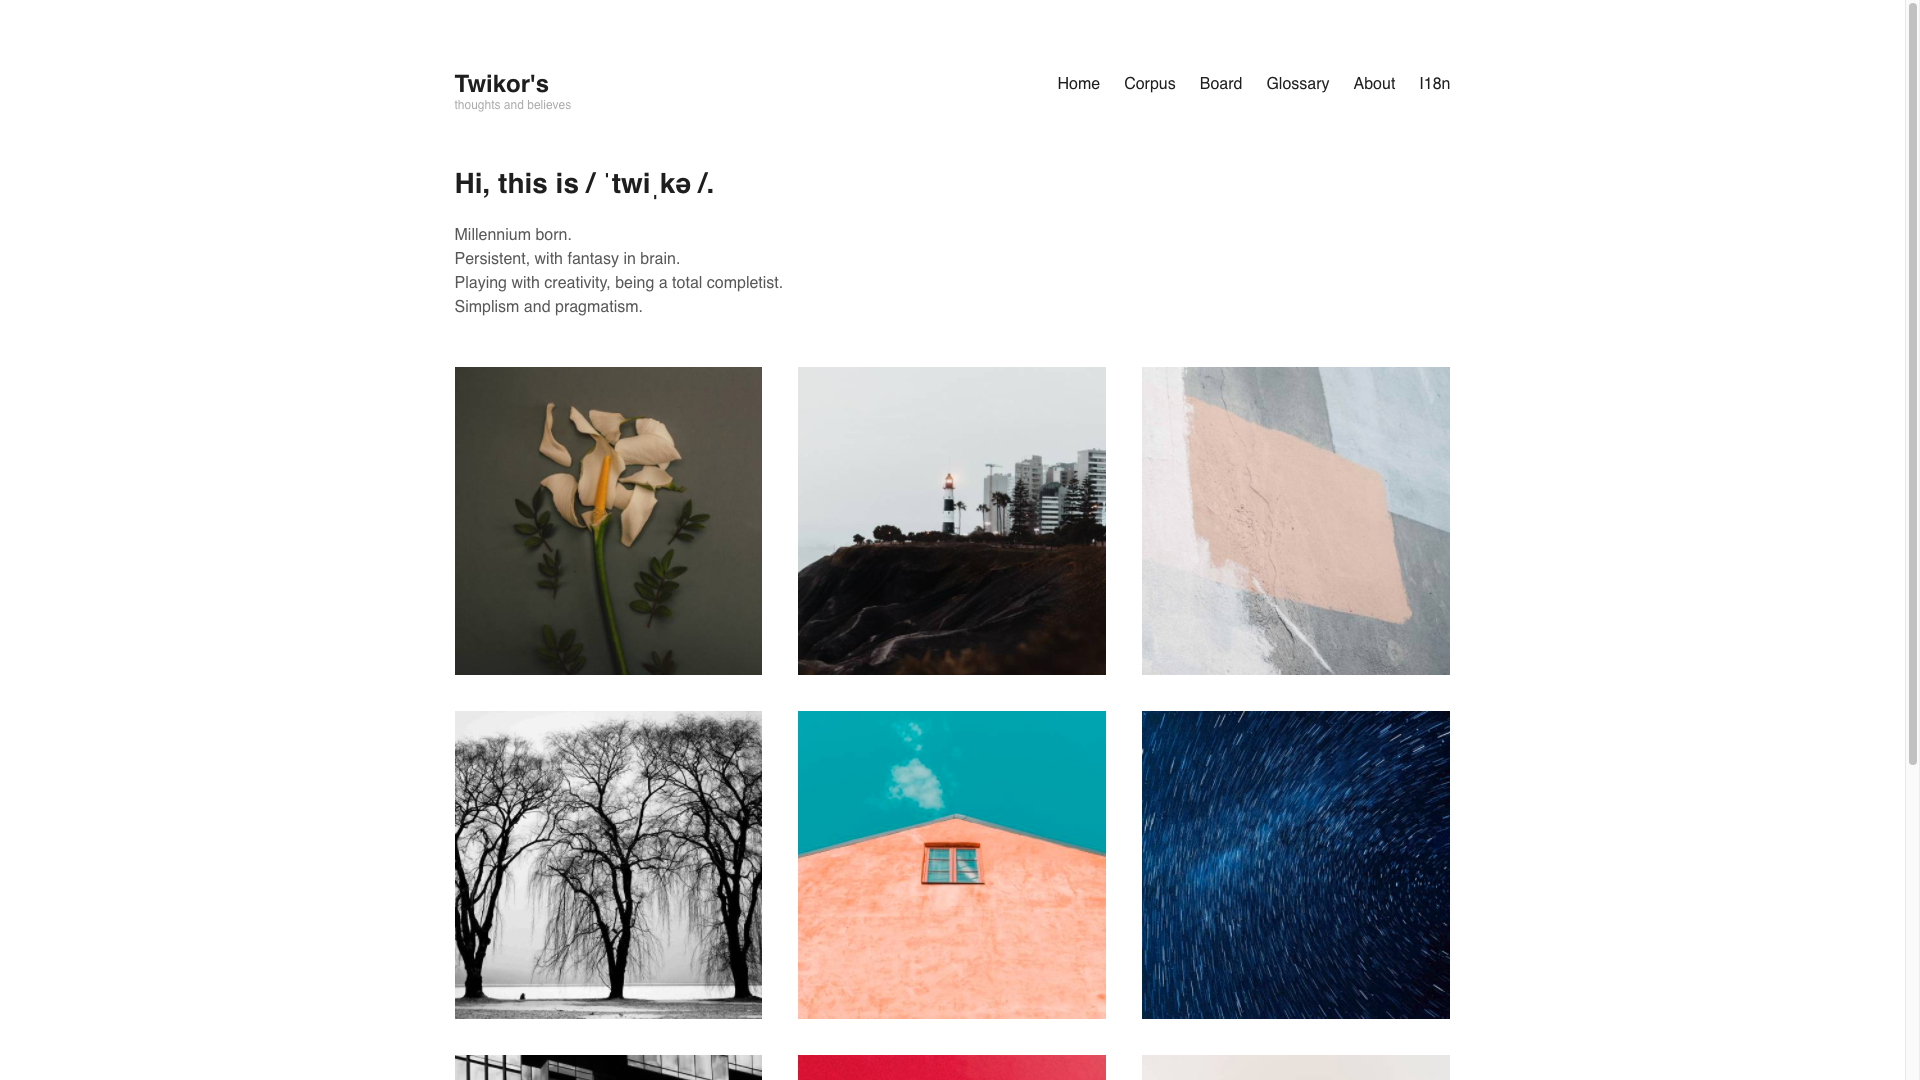 Twikor's
thoughts and believes
Home Corpus Board Glossary About I18n
Hi, this is / ˈtwiˌkə /.
Millennium born.
Persistent, with fantasy in brain.
Playing with creativity, being a total completist.
Simplism and pragmatism.